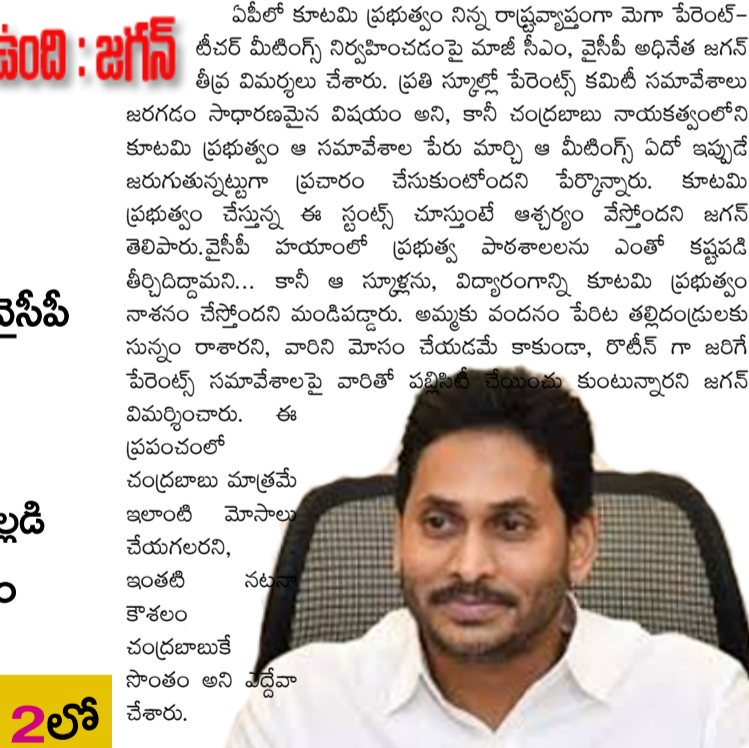 ఉంది : జగన్
ఏపీలో కూటమి ప్రభుత్వం నిన్న రాష్ట్రవ్యాప్తంగా మెగా పేరెంట్-
టీచర్ మీటింగ్స్ నిర్వహించడంపై మాజీ సీఎం, వైసీపీ అధినేత జగన్
తీవ్ర విమర్శలు చేశారు. ప్రతి స్కూల్లో పేరెంట్స్ కమిటీ సమావేశాలు
జరగడం సాధారణమైన విషయం అని, కానీ చంద్రబాబు నాయకత్వంలోని
కూటమి ప్రభుత్వం ఆ సమావేశాల పేరు మార్చి ఆ మీటింగ్స్ ఏదో ఇప్పుడే
జరుగుతున్నట్టుగా ప్రచారం చేసుకుంటోందని పేర్కొన్నారు. కూటమి
ప్రభుత్వం చేస్తున్న ఈ స్టంట్స్ చూస్తుంటే ఆశ్చర్యం వేస్తోందని జగన్
తెలిపారు.వైసీపీ హయాంలో ప్రభుత్వ పాఠశాలలను ఎంతో కష్టపడి
తీర్చిదిద్దామని... కానీ ఆ స్కూళ్లను, విద్యారంగాన్ని కూటమి ప్రభుత్వం
నాశనం చేస్తోందని మండిపడ్డారు. అమ్మకు వందనం పేరిట తల్లిదండ్రులకు
సున్నం రాశారని, వారిని మోసం చేయడమే కాకుండా, రొటీన్ గా జరిగే
పేరెంట్స్ సమావేశాలపై వారితో పబ్లిసిటీ చేయించు కుంటున్నారని జగన్
విమర్శించారు. ఈ
ప్రపంచంలో
చంద్రబాబు మాత్రమే
ఇలాంటి మోసాలు
చేయగలరని,
ఇంతటి నటనా
కౌశలం
చంద్రబాబుకే
సొంతం అని ఎద్దేవా
చేశారు.
వైసీపీ
2లో